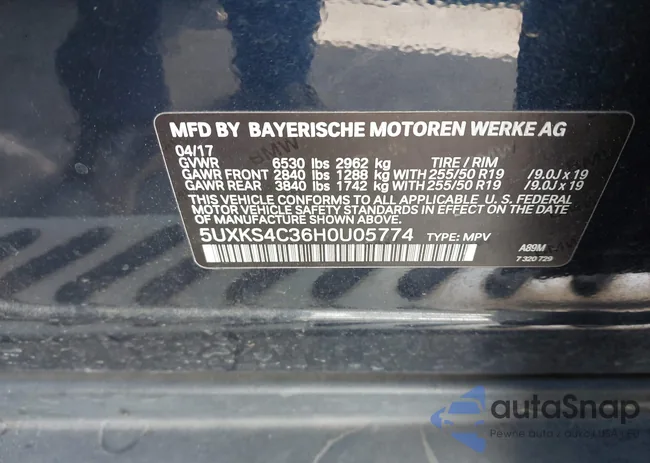 MFD BY BAYERISCHE MOTOREN WERKE AG
04/17
GVWR 6530 lbs 2962 kg TIRE / RIM
GAWR FRONT 2840 lbs 1288 kg WITH 255/50 R19 /9.0J x 19
GAWR REAR 3840 lbs 1742 kg WITH 255/50 R19 /9.0J x 19
THIS VEHICLE CONFORMS TO ALL APPLICABLE U.S. FEDERAL
MOTOR VEHICLE SAFETY STANDARDS IN EFFECT ON THE DATE
OF MANUFACTURE SHOWN ABOVE.
5UXKS4C36H0U05774 TYPE: MPV A89M
7 320 729
autaSnap
Pewne auto z